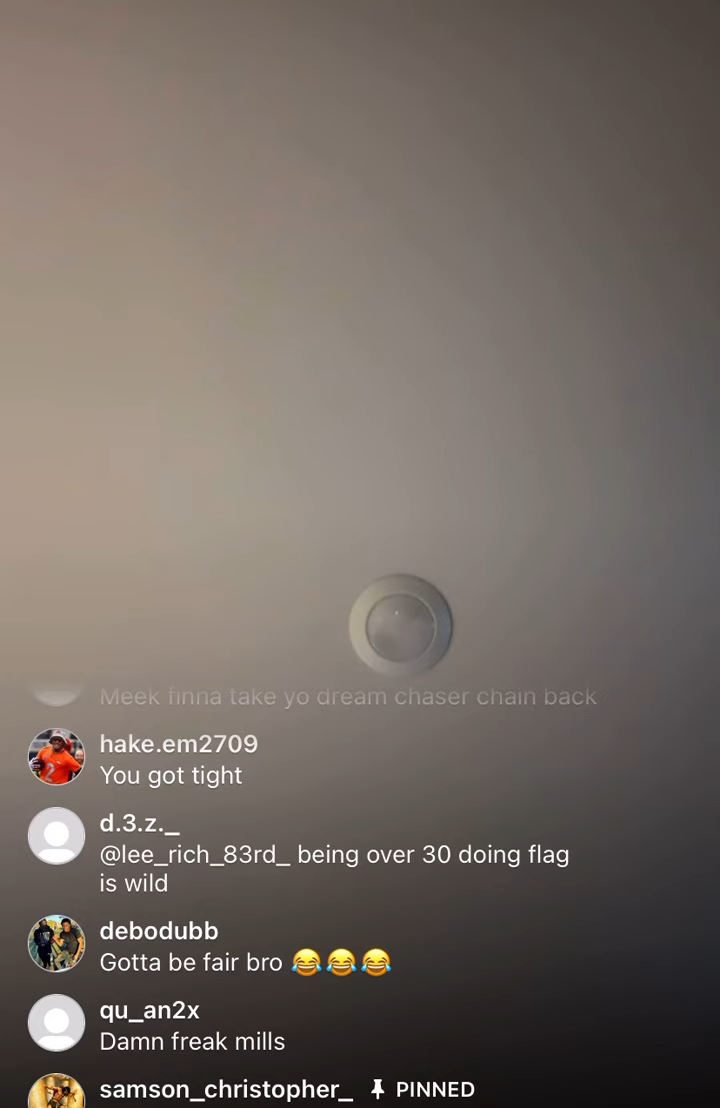 Meek finna take yo dream chaser chain back
hake.em2709
You got tight
d.3.z._
@lee_rich_83rd_ being over 30 doing flag
is wild
debodubb
Gotta be fair bro 😂😂😂
qu_an2x
Damn freak mills
samson_christopher_ PINNED